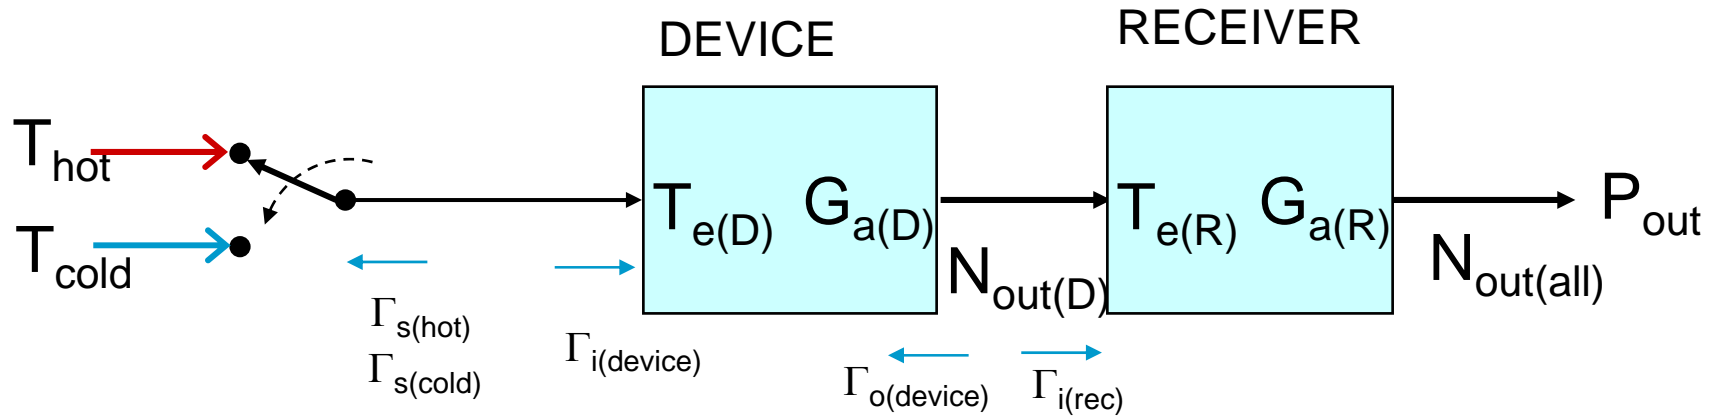 DEVICE
RECEIVER
T_hot
T_cold
T_e(D) G_a(D)
N_out(D)
T_e(R) G_a(R)
N_out(all)
P_out
Γ_s(hot)
Γ_s(cold)
Γ_i(device)
Γ_o(device)
Γ_i(rec)